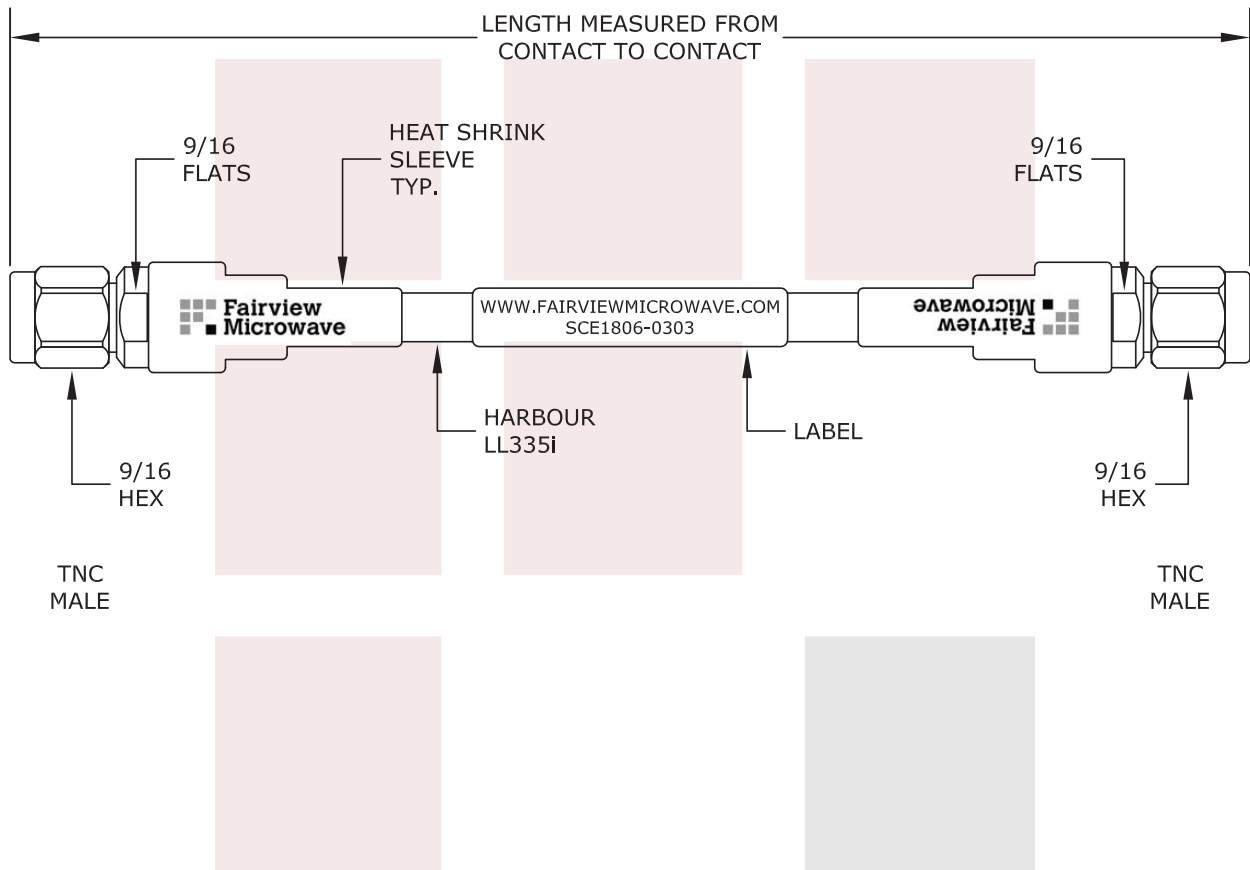 LENGTH MEASURED FROM
CONTACT TO CONTACT
9/16
FLATS
HEAT SHRINK
SLEEVE
TYP.
9/16
FLATS
Fairview
Microwave
WWW.FAIRVIEWMICROWAVE.COM
SCE1806-0303
Fairview
Microwave
HARBOUR
LL335i
LABEL
9/16
HEX
9/16
HEX
TNC
MALE
TNC
MALE